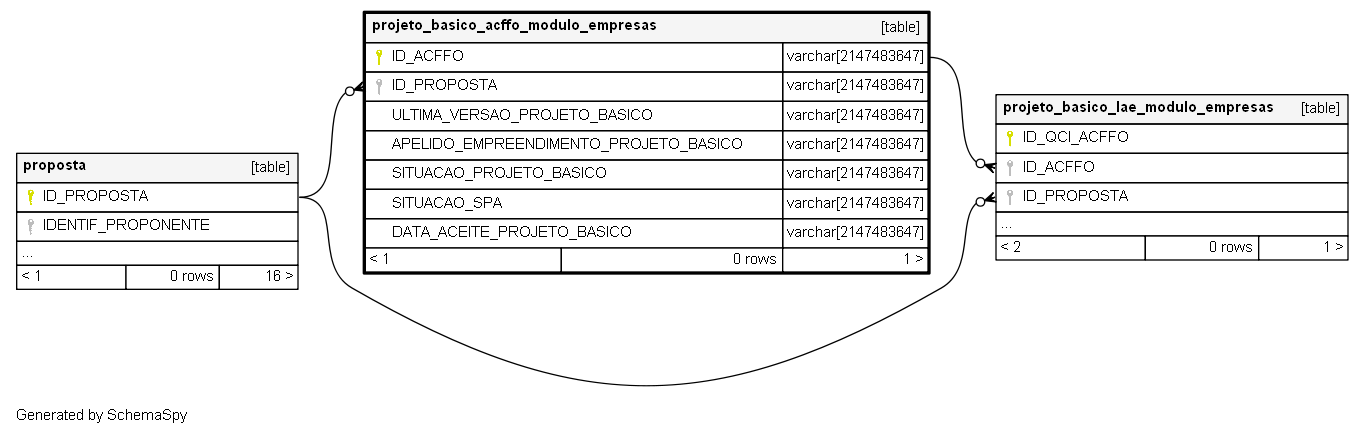 projeto_basico_acffo_modulo_empresas [table]
ID_ACFFO varchar[2147483647]
ID_PROPOSTA varchar[2147483647]
ULTIMA_VERSAO_PROJETO_BASICO varchar[2147483647]
APELIDO_EMPREENDIMENTO_PROJETO_BASICO varchar[2147483647]
SITUACAO_PROJETO_BASICO varchar[2147483647]
SITUACAO_SPA varchar[2147483647]
DATA_ACEITE_PROJETO_BASICO varchar[2147483647]
< 1 0 rows 1 >
projeto_basico_lae_modulo_empresas [table]
ID_QCI_ACFFO
ID_ACFFO
ID_PROPOSTA
...
< 2 0 rows 1 >
proposta [table]
ID_PROPOSTA
IDENTIF_PROPONENTE
...
< 1 0 rows 16 >
Generated by SchemaSpy